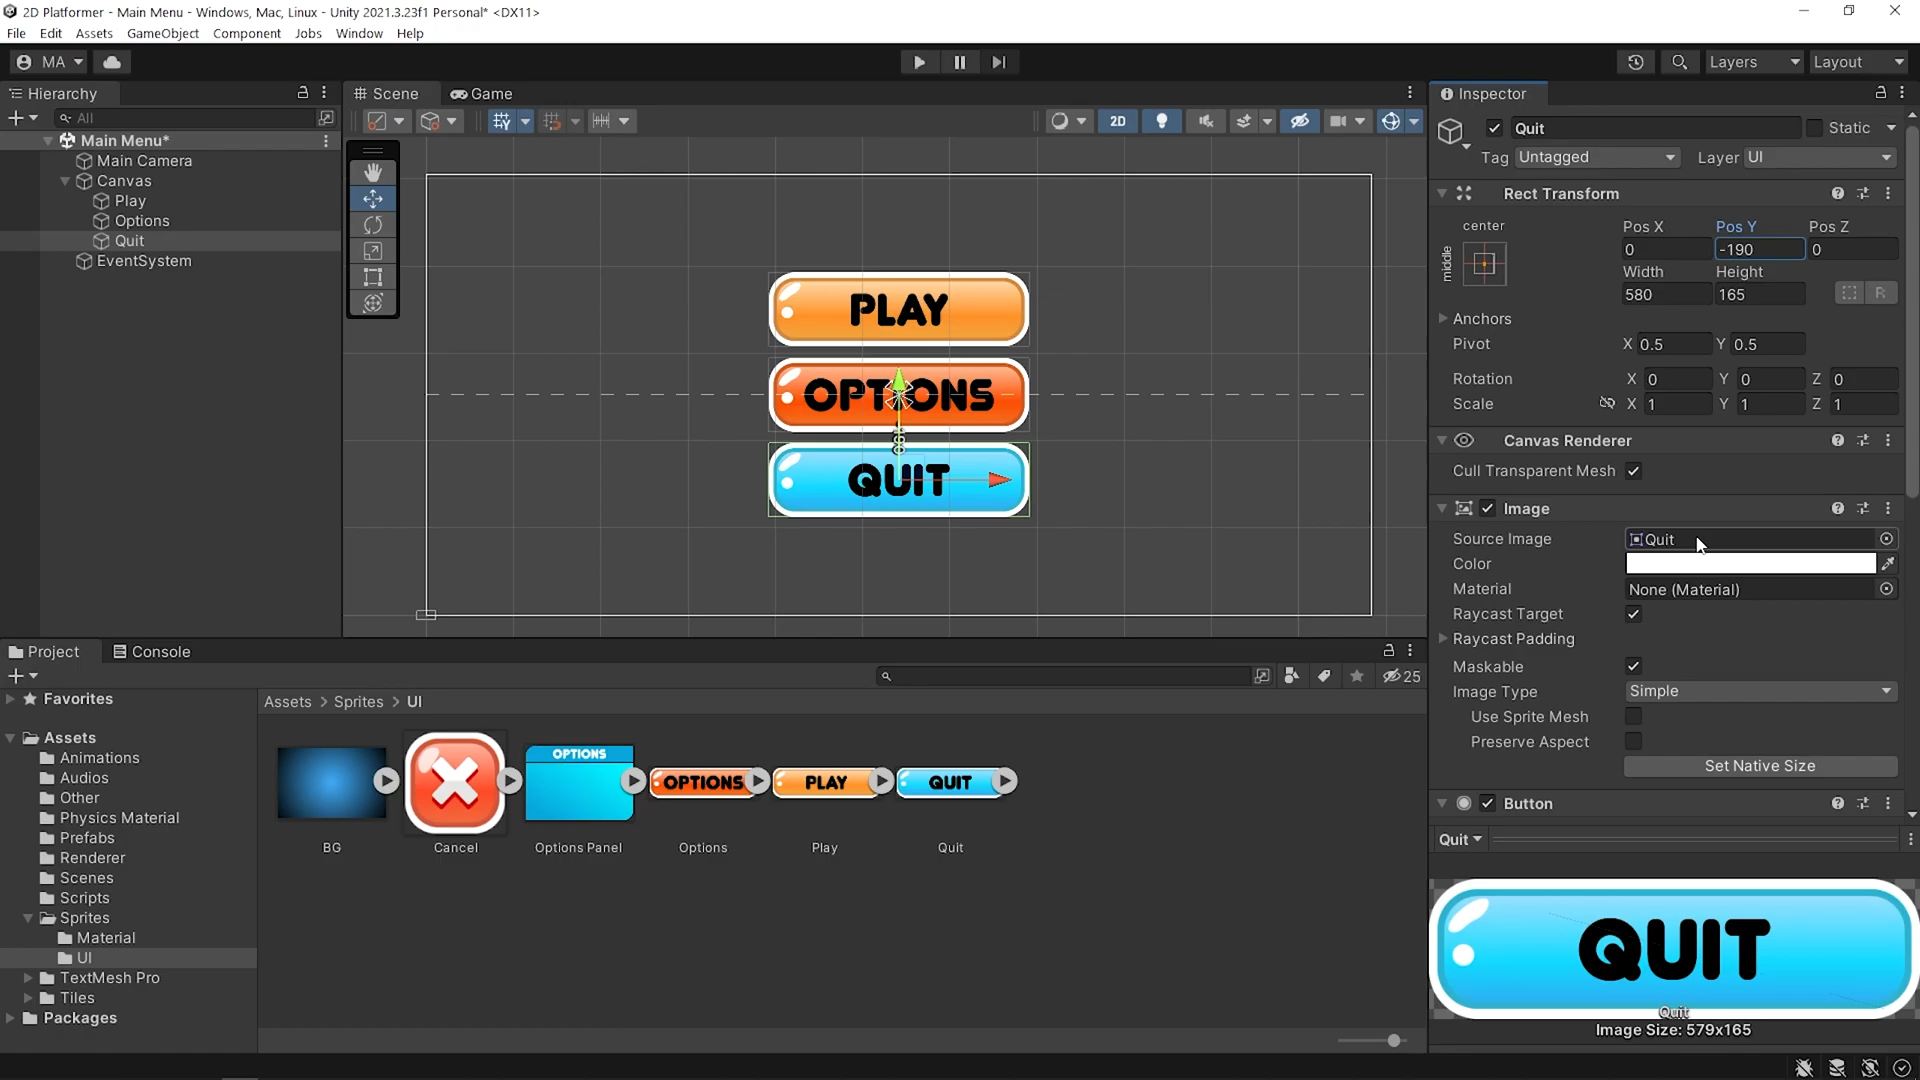 2D Platformer - Main Menu - Windows, Mac, Linux - Unity 2021.3.23f1 Personal* <DX11>
File Edit Assets GameObject Component Jobs Window Help
MA Layers Layout
Hierarchy
All
Main Menu*
Main Camera
Canvas
Play
Options
Quit
EventSystem
Scene Game
2D
PLAY
OPTIONS
QUIT
Inspector
Quit Static
Tag Untagged Layer UI
Rect Transform
center
middle
Pos X Pos Y Pos Z
0 -190 0
Width Height
580 165
R
Anchors
Pivot X 0.5 Y 0.5
Rotation X 0 Y 0 Z 0
Scale X 1 Y 1 Z 1
Canvas Renderer
Cull Transparent Mesh
Image
Source Image Quit
Color
Material None (Material)
Raycast Target
Raycast Padding
Maskable
Image Type Simple
Use Sprite Mesh
Preserve Aspect
Set Native Size
Button
Quit
QUIT
Quit
Image Size: 579x165
Project Console
25
Favorites
Assets
Animations
Audios
Other
Physics Material
Prefabs
Renderer
Scenes
Scripts
Sprites
Material
UI
TextMesh Pro
Tiles
Packages
Assets > Sprites > UI
OPTIONS OPTIONS PLAY QUIT
BG Cancel Options Panel Options Play Quit